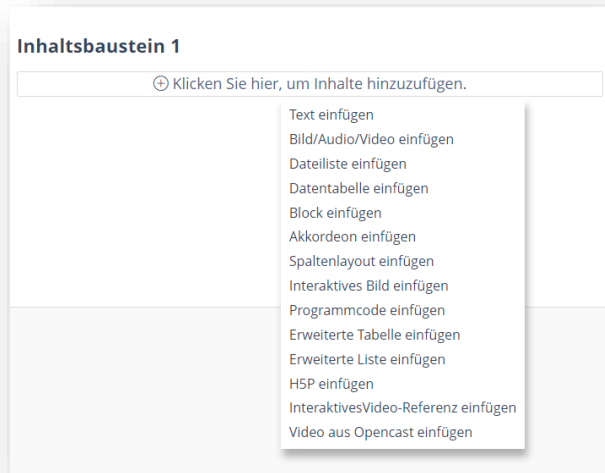 Inhaltsbaustein 1
Klicken Sie hier, um Inhalte hinzuzufügen.
Text einfügen
Bild/Audio/Video einfügen
Dateiliste einfügen
Datentabelle einfügen
Block einfügen
Akkordeon einfügen
Spaltenlayout einfügen
Interaktives Bild einfügen
Programmcode einfügen
Erweiterte Tabelle einfügen
Erweiterte Liste einfügen
H5P einfügen
InteraktivesVideo-Referenz einfügen
Video aus Opencast einfügen